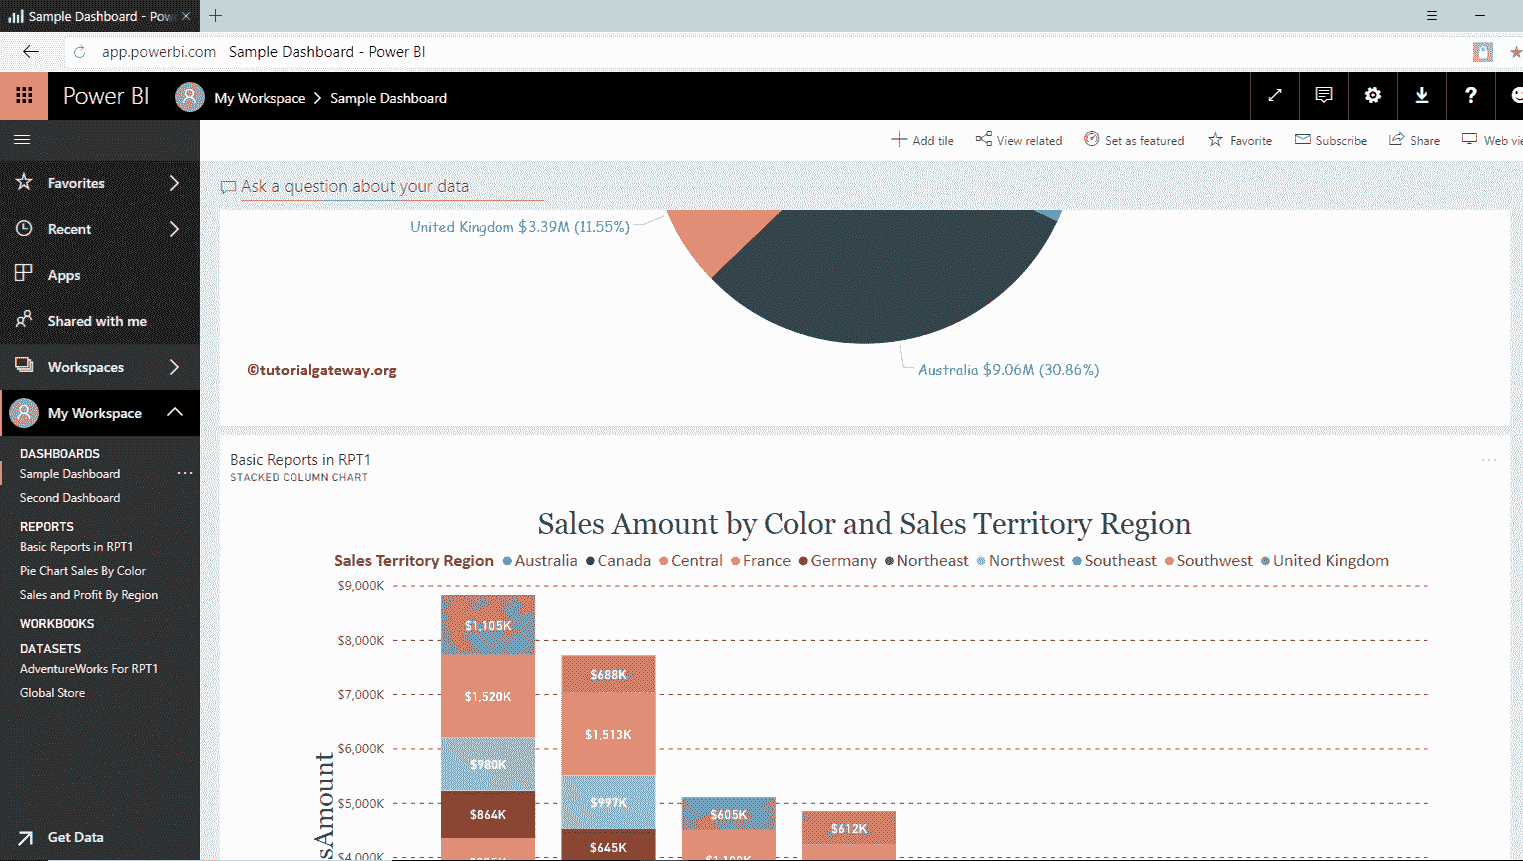 Sample Dashboard - Pow
app.powerbi.com Sample Dashboard - Power BI
Power BI My Workspace > Sample Dashboard
Add tile View related Set as featured Favorite Subscribe Share Web vie
Favorites
Recent
Apps
Shared with me
Workspaces
My Workspace
DASHBOARDS
Sample Dashboard
Second Dashboard
REPORTS
Basic Reports in RPT1
Pie Chart Sales By Color
Sales and Profit By Region
WORKBOOKS
DATASETS
AdventureWorks For RPT1
Global Store
Get Data
Ask a question about your data
United Kingdom $3.39M (11.55%)
©tutorialgateway.org
Australia $9.06M (30.86%)
Basic Reports in RPT1
STACKED COLUMN CHART
Sales Amount by Color and Sales Territory Region
Sales Territory Region Australia Canada Central France Germany Northeast Northwest Southeast Southwest United Kingdom
$9,000K
$1,105K
$8,000K
$688K
$7,000K
$1,520K
$1,513K
$6,000K
$980K
$997K
$5,000K
$864K
$605K
$612K
$645K
$4,000K
sAmount